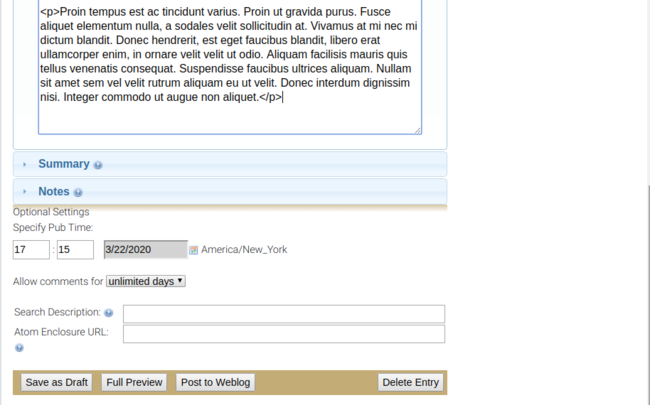 <p>Proin tempus est ac tincidunt varius. Proin ut gravida purus. Fusce
aliquet elementum nulla, a sodales velit sollicitudin at. Vivamus at mi nec mi
dictum blandit. Donec hendrerit, est eget faucibus blandit, libero erat
ullamcorper enim, in ornare velit velit ut odio. Aliquam facilisis mauris quis
tellus venenatis consequat. Suspendisse faucibus ultrices aliquam. Nullam
sit amet sem vel velit rutrum aliquam eu ut velit. Donec interdum dignissim
nisi. Integer commodo ut augue non aliquet.</p>
Summary ?
Notes ?
Optional Settings
Specify Pub Time:
17 : 15 3/22/2020 America/New_York
Allow comments for unlimited days
Search Description: ?
Atom Enclosure URL:
?
Save as Draft Full Preview Post to Weblog Delete Entry